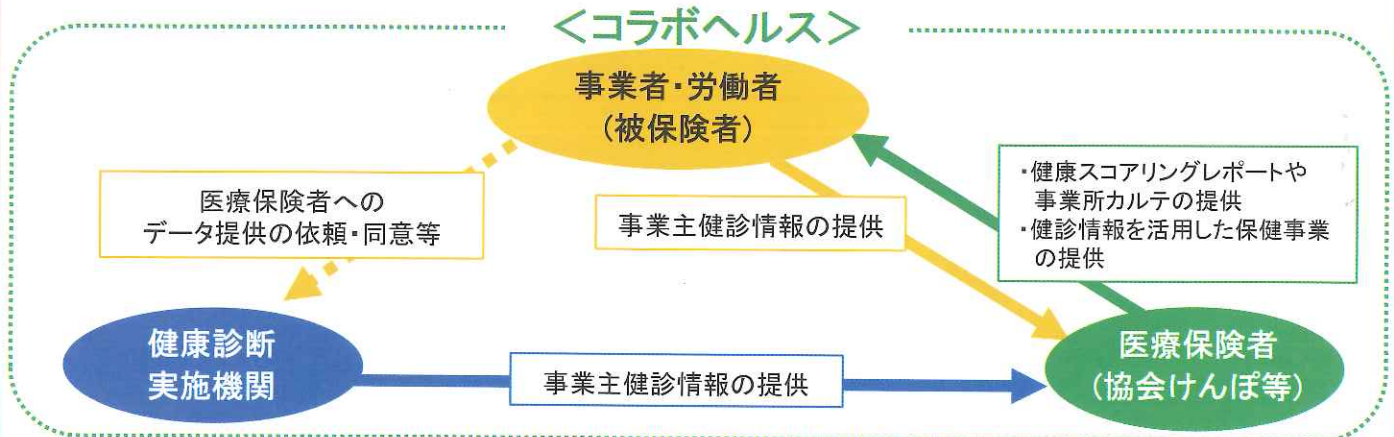 ＜コラボヘルス＞
事業者・労働者
（被保険者）
医療保険者への
データ提供の依頼・同意等
事業主健診情報の提供
・健康スコアリングレポートや
事業所カルテの提供
・健診情報を活用した保健事業
の提供
健康診断
実施機関
事業主健診情報の提供
医療保険者
（協会けんぽ等）